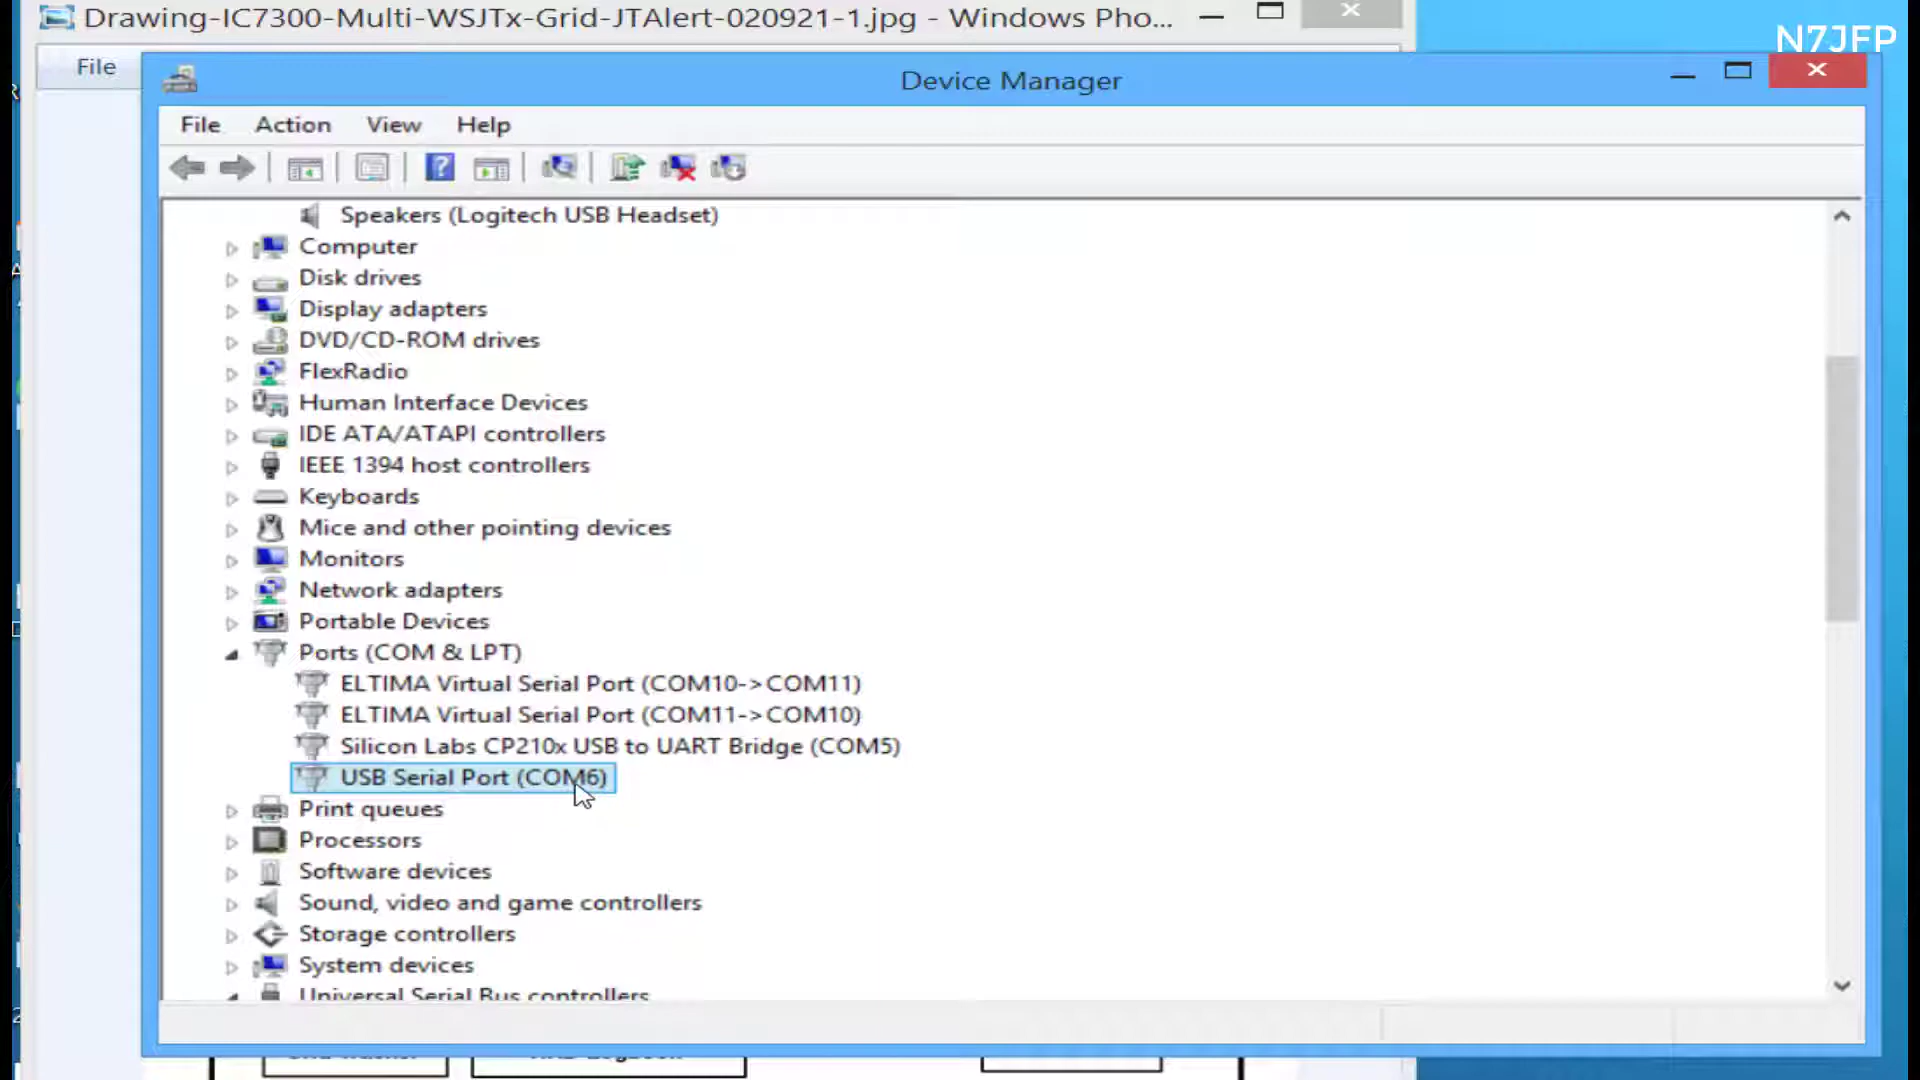 Drawing-IC7300-Multi-WSJTx-Grid-JTAlert-020921-1.jpg - Windows Pho...
N7JFP
File
Device Manager
File Action View Help
Speakers (Logitech USB Headset)
Computer
Disk drives
Display adapters
DVD/CD-ROM drives
FlexRadio
Human Interface Devices
IDE ATA/ATAPI controllers
IEEE 1394 host controllers
Keyboards
Mice and other pointing devices
Monitors
Network adapters
Portable Devices
Ports (COM & LPT)
ELTIMA Virtual Serial Port (COM10->COM11)
ELTIMA Virtual Serial Port (COM11->COM10)
Silicon Labs CP210x USB to UART Bridge (COM5)
USB Serial Port (COM6)
Print queues
Processors
Software devices
Sound, video and game controllers
Storage controllers
System devices
Universal Serial Bus controllers